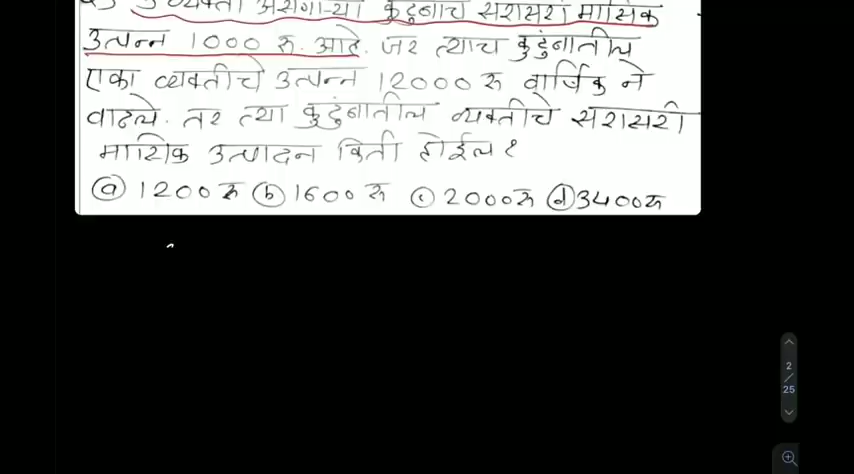 व्यक्ती असणाऱ्या कुटुंबाचे सरासरी मासिक
उत्पन्न 1000 रु. आहे. जर त्याच कुटुंबातील
एका व्यक्तीचे उत्पन्न 12000 रु वार्षिक ने
वाढले. तर त्या कुटुंबातील व्यक्तीचे सरासरी
मासिक उत्पादन किती होईल?
(a) 1200 रु (b) 1600 रु (c) 2000 रु (d) 3400 रु
2
/
25